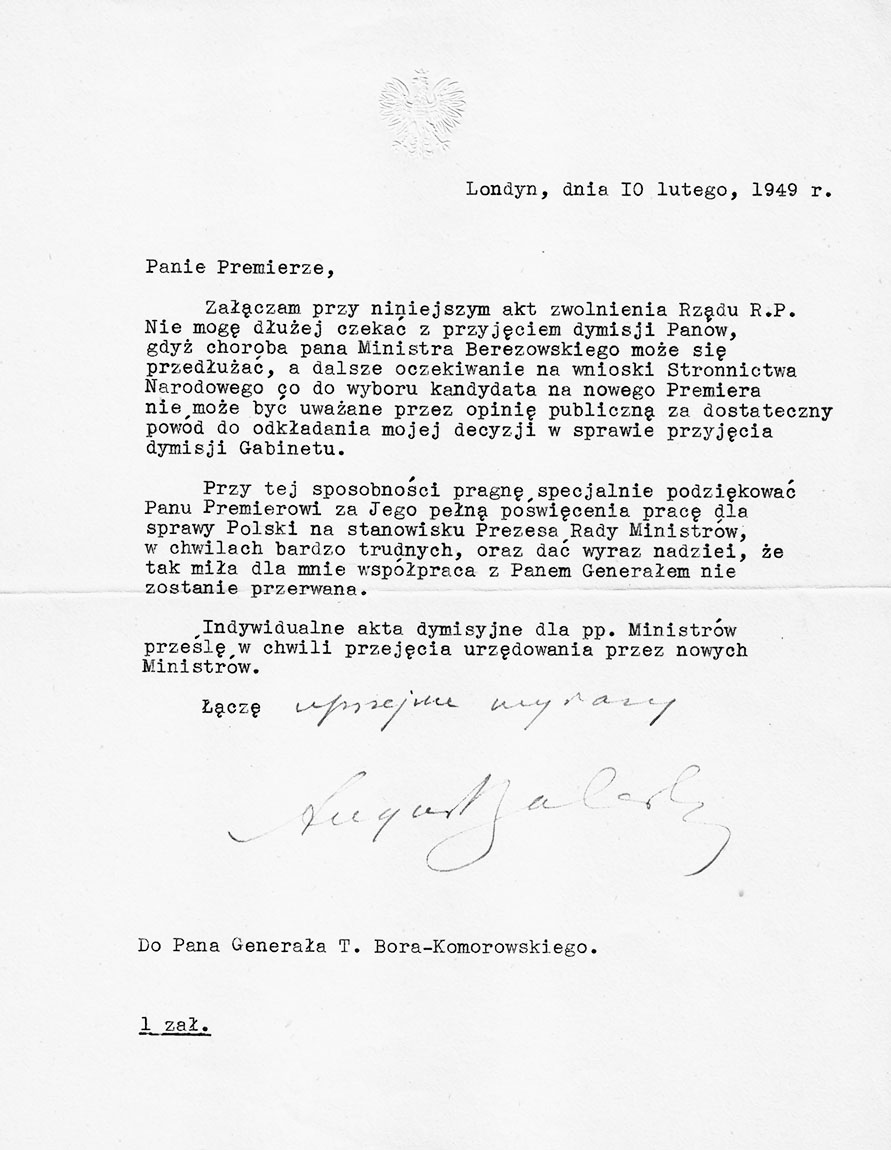 Londyn, dnia IO lutego, 1949 r.
Panie Premierze,
Załączam przy niniejszym akt zwolnienia Rządu R.P.
Nie mogę dłużej czekać z przyjęciem dymisji Panów,
gdyż choroba pana Ministra Berezowskiego może się
przedłużać, a dalsze oczekiwanie na wnioski Stronnictwa
Narodowego co do wyboru kandydata na nowego Premiera
nie może być uważane przez opinię publiczną za dostateczny
powód do odkładania mojej decyzji w sprawie przyjęcia
dymisji Gabinetu.
Przy tej sposobności pragnę specjalnie podziękować
Panu Premierowi za Jego pełną poświęcenia pracę dla
sprawy Polski na stanowisku Prezesa Rady Ministrów,
w chwilach bardzo trudnych, oraz dać wyraz nadziei, że
tak miła dla mnie współpraca z Panem Generałem nie
zostanie przerwana.
Indywidualne akta dymisyjne dla pp. Ministrów
prześlę w chwili przejęcia urzędowania przez nowych
Ministrów.
Łączę uprzejme wyrazy
August Zaleski
Do Pana Generała T. Bora-Komorowskiego.
1 zał.